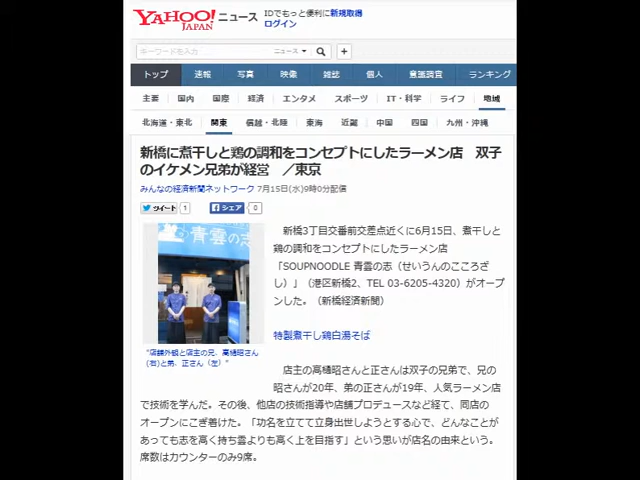 YAHOO! JAPAN ニュース
IDでもっと便利に新規取得
ログイン
キーワードを入力
ニュース
トップ 速報 写真 映像 雑誌 個人 意識調査 ランキング
主要 国内 国際 経済 エンタメ スポーツ IT・科学 ライフ 地域
北海道・東北 関東 信越・北陸 東海 近畿 中国 四国 九州・沖縄
新橋に煮干しと鶏の調和をコンセプトにしたラーメン店 双子
のイケメン兄弟が経営 ／東京
みんなの経済新聞ネットワーク 7月15日(水)9時0分配信
ツイート 1 シェア 0
青雲の志
"店舗外観と店主の兄、高樋昭さん
(右)と弟、正さん（左）"
新橋3丁目交番前交差点近くに6月15日、煮干しと
鶏の調和をコンセプトにしたラーメン店
「SOUPNOODLE 青雲の志（せいうんのこころざ
し）」（港区新橋2、TEL 03-6205-4320）がオープ
ンした。（新橋経済新聞）
特製煮干し鶏白湯そば
店主の高樋昭さんと正さんは双子の兄弟で、兄の
昭さんが20年、弟の正さんが19年、人気ラーメン店
で技術を学んだ。その後、他店の技術指導や店舗プロデュースなど経て、同店の
オープンにこぎ着けた。「功名を立てて立身出世しようとする心で、どんなことが
あっても志を高く持ち雲よりも高く上を目指す」という思いが店名の由来という。
席数はカウンターのみ9席。